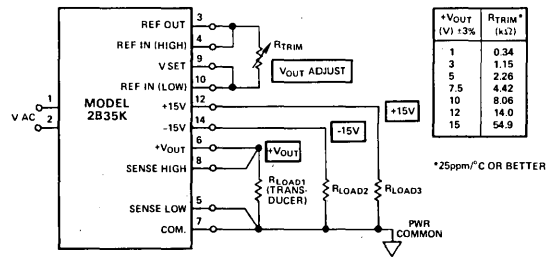 REF OUT 3
REF IN (HIGH) 4
V SET 9
REF IN (LOW) 10
+15V 12
-15V 14
+VOUT 6
SENSE HIGH 8
SENSE LOW 5
COM. 7
1
V AC
2
MODEL
2B35K
RTRIM
VOUT ADJUST
+15V
-15V
+VOUT
RLOAD1
(TRANS-
DUCER)
RLOAD2
RLOAD3
PWR
COMMON
+VOUT RTRIM*
(V) ±3% (kΩ)
1 0.34
3 1.15
5 2.26
7.5 4.42
10 8.06
12 14.0
15 54.9
*25ppm/°C OR BETTER